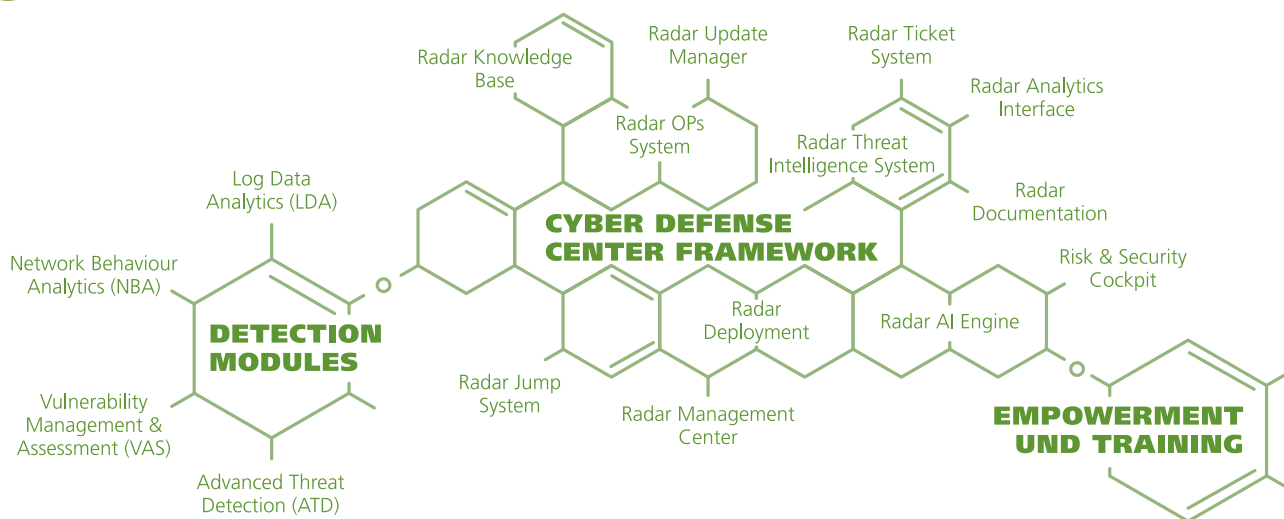 Radar Knowledge
Base
Radar Update
Manager
Radar Ticket
System
Radar Analytics
Interface
Radar OPs
System
Radar Threat
Intelligence System
Radar
Documentation
Log Data
Analytics (LDA)
CYBER DEFENSE
CENTER FRAMEWORK
Network Behaviour
Analytics (NBA)
Risk & Security
Cockpit
DETECTION
MODULES
Radar
Deployment
Radar AI Engine
Radar Jump
System
Radar Management
Center
Vulnerability
Management &
Assessment (VAS)
EMPOWERMENT
UND TRAINING
Advanced Threat
Detection (ATD)